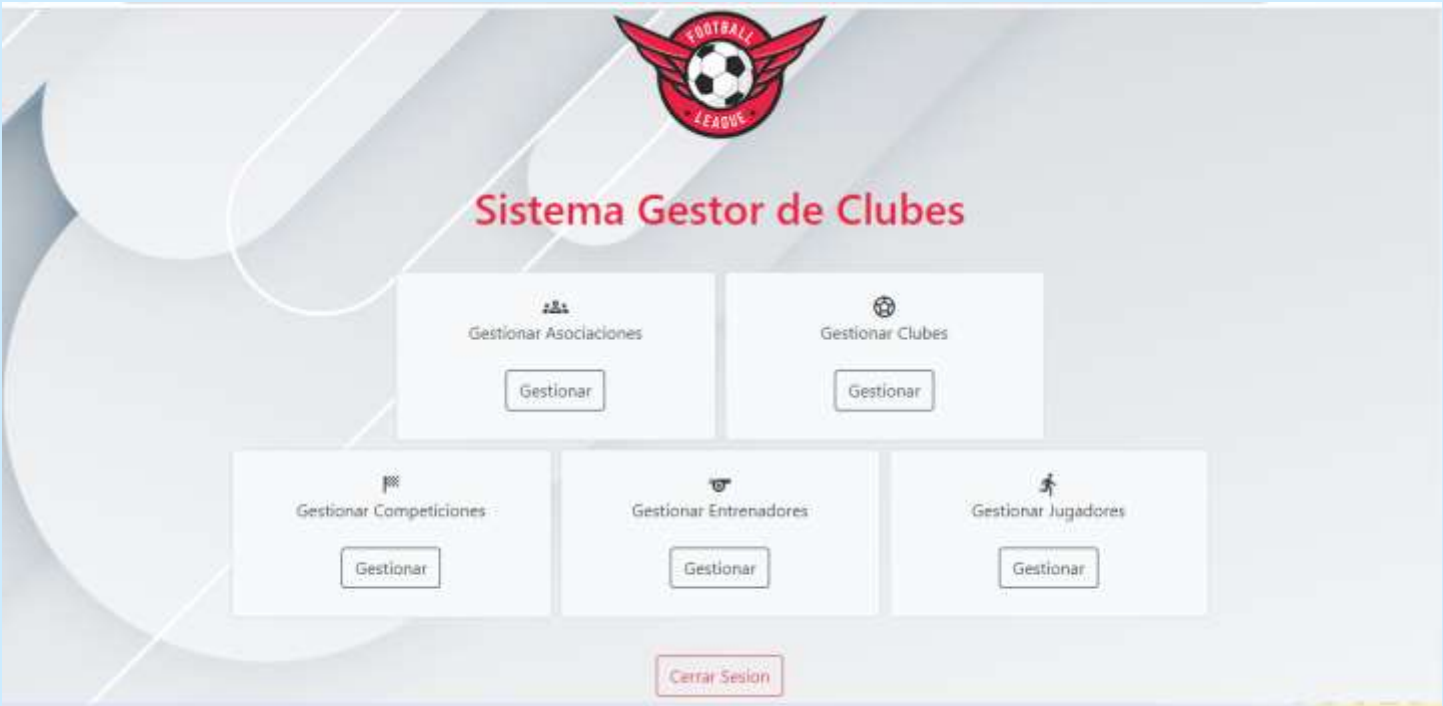 FOOTBALL
LEAGUE
Sistema Gestor de Clubes
Gestionar Asociaciones
Gestionar Clubes
Gestionar
Gestionar
Gestionar Competiciones
Gestionar Entrenadores
Gestionar Jugadores
Gestionar
Gestionar
Gestionar
Cerrar Sesion